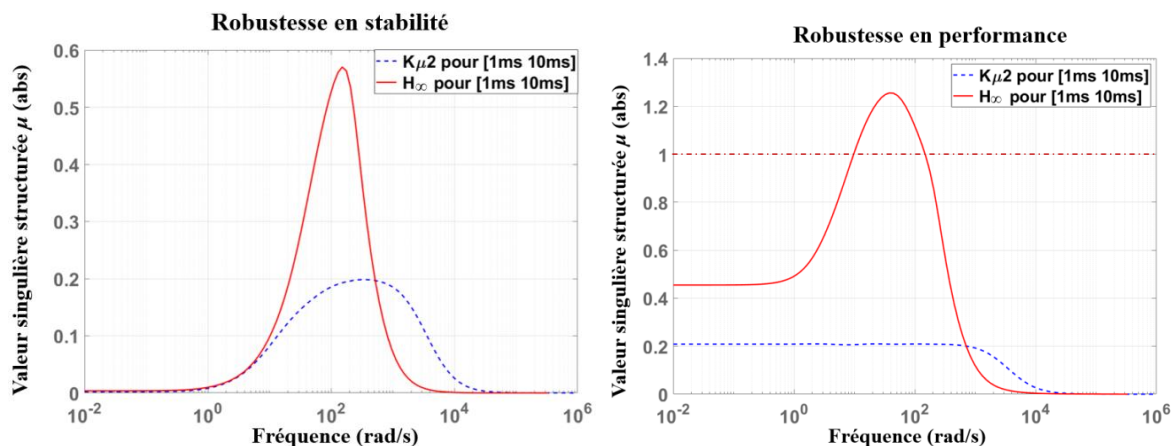 Robustesse en stabilité
Valeur singulière structurée μ (abs)
0.6
0.5
0.4
0.3
0.2
0.1
0
Kμ2 pour [1ms 10ms]
H∞ pour [1ms 10ms]
10-2 100 102 104 106
Fréquence (rad/s)
Robustesse en performance
Valeur singulière structurée μ (abs)
1.4
1.2
1
0.8
0.6
0.4
0.2
0
Kμ2 pour [1ms 10ms]
H∞ pour [1ms 10ms]
10-2 100 102 104 106
Fréquence (rad/s)